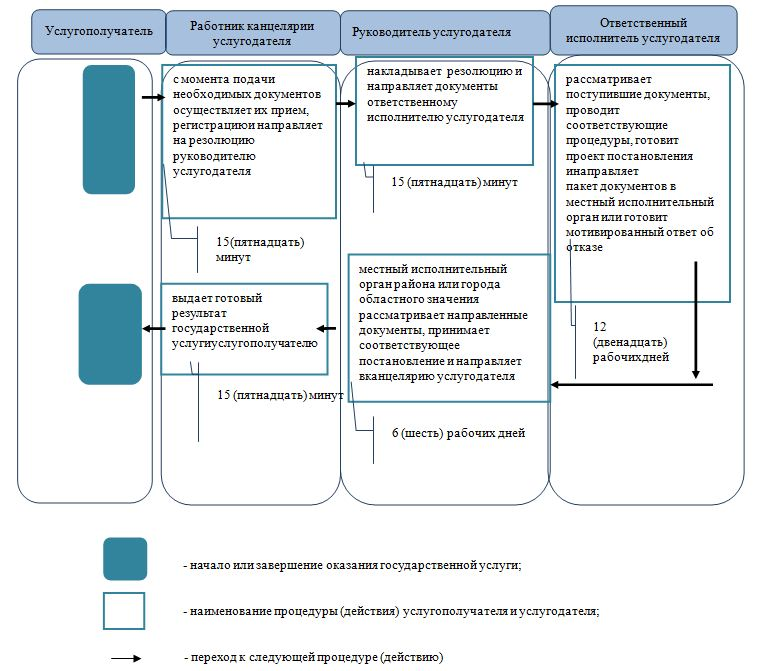 Услугополучатель
Работник канцелярии
услугодателя
Руководитель услугодателя
Ответственный
исполнитель услугодателя
с момента подачи
необходимых документов
осуществляет их прием,
регистрациюи направляет
на резолюцию
руководителю
услугодателя
15(пятнадцать)
минут
накладывает резолюцию и
направляет документы
ответственному
исполнителю услугодателя
15 (пятнадцать) минут
рассматривает
поступившие документы,
проводит
соответствующие
процедуры, готовит
проект постановления
инаправляет
пакет документов в
местный исполнительный
орган или готовит
мотивированный ответ об
отказе
12
(двенадцать)
рабочихдней
местный исполнительный
орган района или города
областного значения
рассматривает направленные
документы, принимает
соответствующее
постановление и направляет
вканцелярию услугодателя
6 (шесть) рабочих дней
выдает готовый
результат
государственной
услугиуслугополучателю
15 (пятнадцать) минут
- начало или завершение оказания государственной услуги;
- наименование процедуры (действия) услугополучателя и услугодателя;
- переход к следующей процедуре (действию)